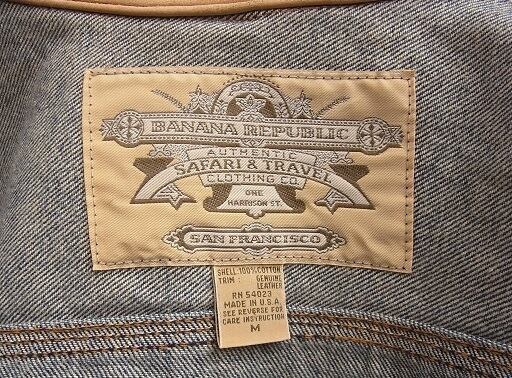 BANANA REPUBLIC
AUTHENTIC
SAFARI & TRAVEL
CLOTHING CO.
ONE
HARRISON ST.
SAN FRANCISCO
SHELL: 100% COTTON
TRIM : GENUINE
LEATHER
RN 54023
MADE IN U.S.A.
SEE REVERSE FOR
CARE INSTRUCTION
M